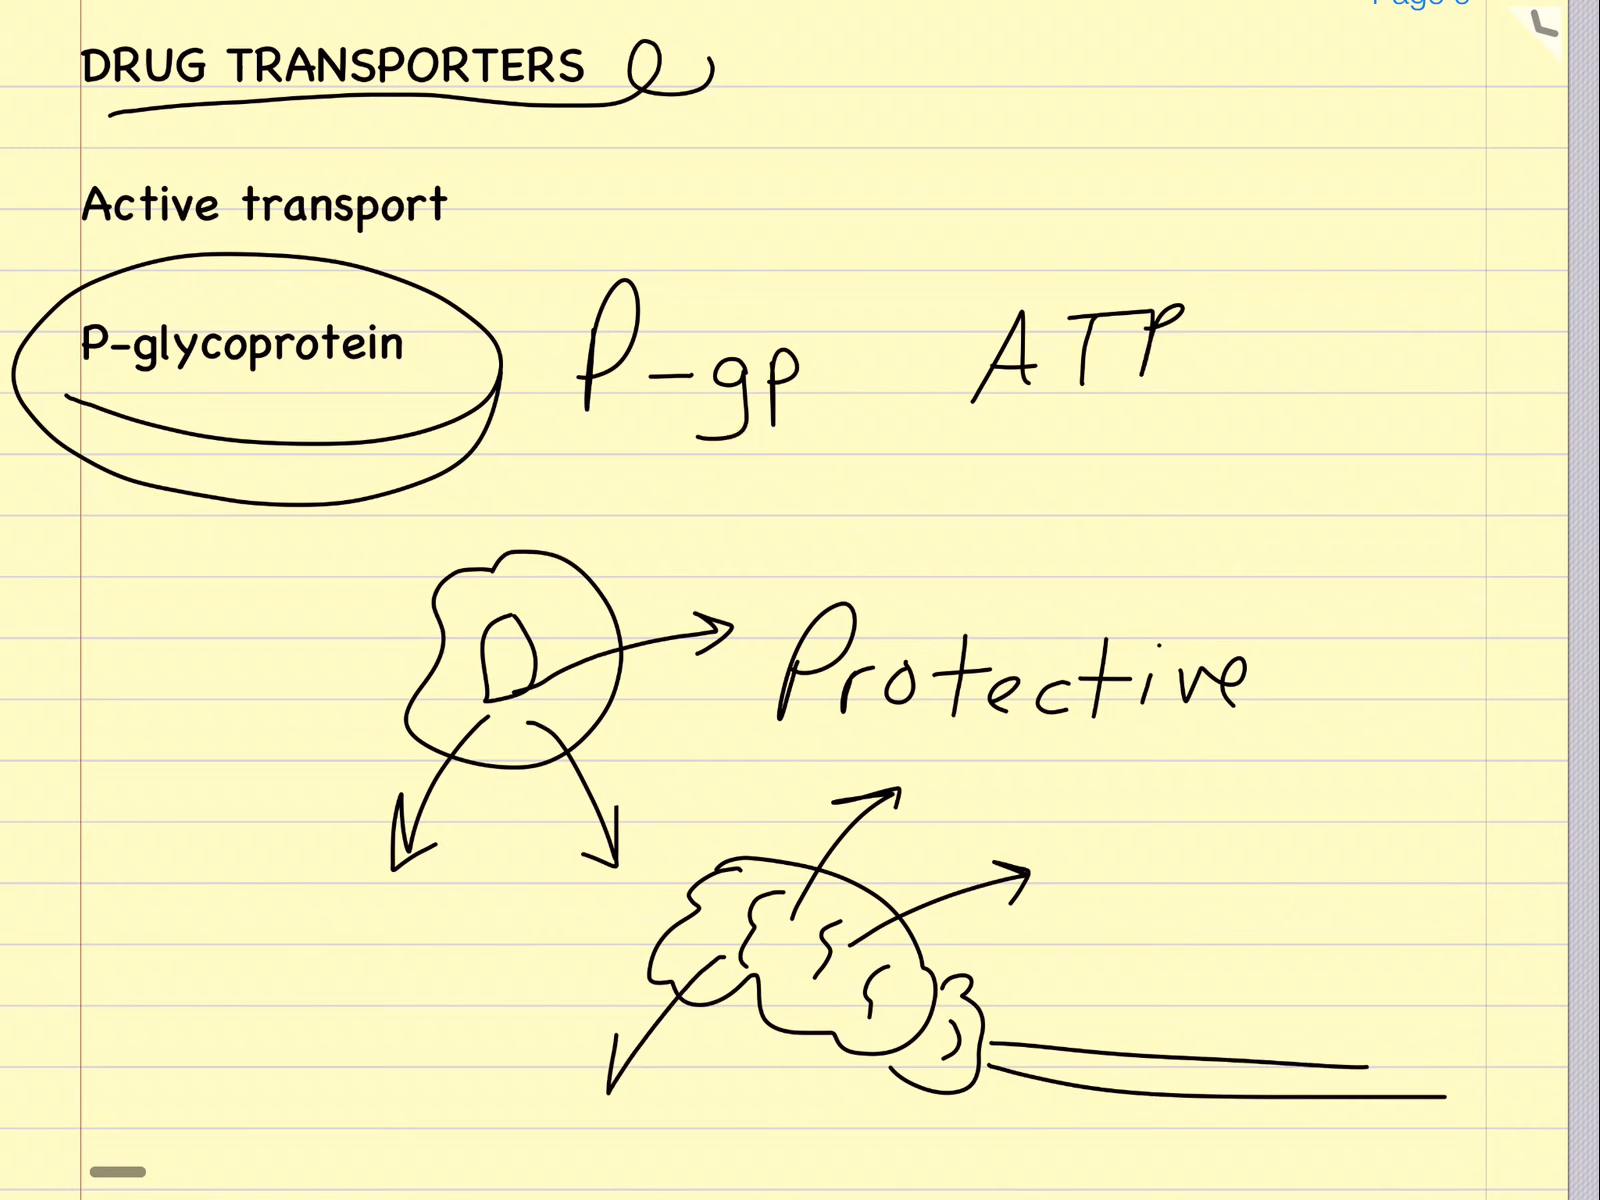 DRUG TRANSPORTERS
Active transport
P-glycoprotein P-gp ATP
D
Protective